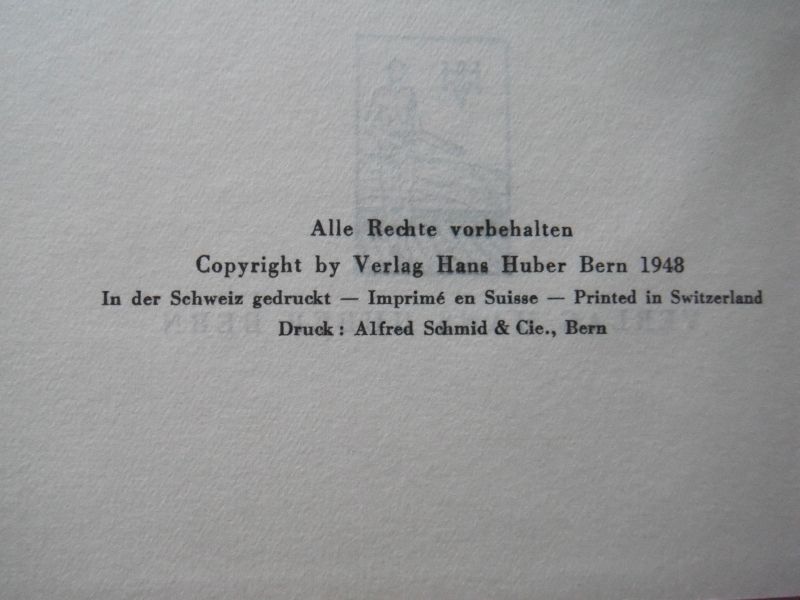 Alle Rechte vorbehalten
Copyright by Verlag Hans Huber Bern 1948
In der Schweiz gedruckt — Imprimé en Suisse — Printed in Switzerland
Druck: Alfred Schmid & Cie., Bern